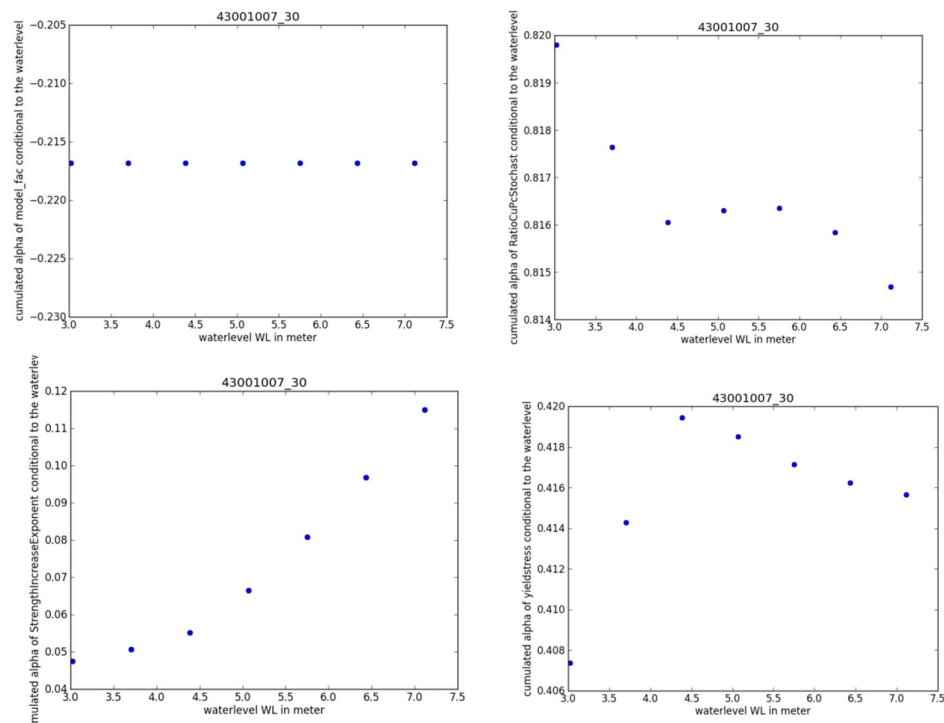 43001007_30
cumulated alpha of model_fac conditional to the waterlevel
−0.205
−0.210
−0.215
−0.220
−0.225
−0.230
3.0 3.5 4.0 4.5 5.0 5.5 6.0 6.5 7.0 7.5
waterlevel WL in meter
43001007_30
cumulated alpha of RatioCuPcStochast conditional to the waterlevel
0.820
0.819
0.818
0.817
0.816
0.815
0.814
3.0 3.5 4.0 4.5 5.0 5.5 6.0 6.5 7.0 7.5
waterlevel WL in meter
43001007_30
mulated alpha of StrengthIncreaseExponent conditional to the waterlev
0.12
0.11
0.10
0.09
0.08
0.07
0.06
0.05
0.04
3.0 3.5 4.0 4.5 5.0 5.5 6.0 6.5 7.0 7.5
waterlevel WL in meter
43001007_30
cumulated alpha of yieldstress conditional to the waterlevel
0.420
0.418
0.416
0.414
0.412
0.410
0.408
0.406
3.0 3.5 4.0 4.5 5.0 5.5 6.0 6.5 7.0 7.5
waterlevel WL in meter